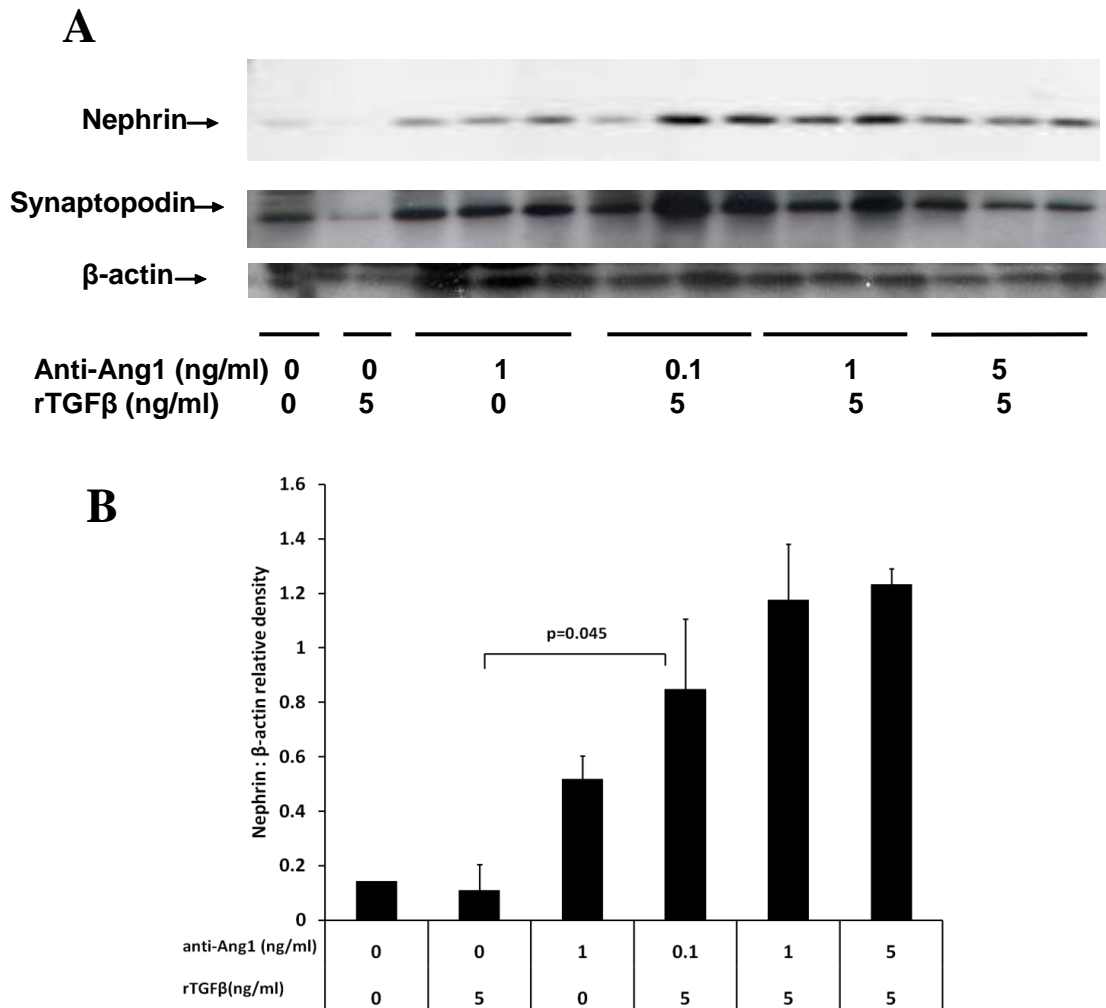 A
Nephrin
Synaptopodin
β-actin
Anti-Ang1 (ng/ml) 0 0 1 0.1 1 5
rTGFβ (ng/ml) 0 5 0 5 5 5
B
Nephrin : β-actin relative density
1.6
1.4
1.2
1
0.8
0.6
0.4
0.2
0
p=0.045
anti-Ang1 (ng/ml) 0 0 1 0.1 1 5
rTGFβ(ng/ml) 0 5 0 5 5 5